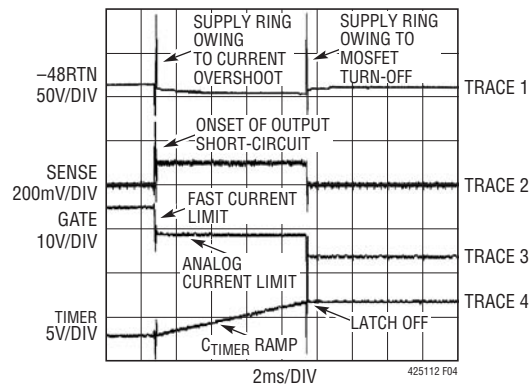 SUPPLY RING
OWING
TO CURRENT
OVERSHOOT
SUPPLY RING
OWING TO
MOSFET
TURN-OFF
–48RTN
50V/DIV
TRACE 1
ONSET OF OUTPUT
SHORT-CIRCUIT
SENSE
200mV/DIV
TRACE 2
GATE
10V/DIV
FAST CURRENT
LIMIT
ANALOG
CURRENT LIMIT
TRACE 3
TRACE 4
LATCH OFF
TIMER
5V/DIV
CTIMER RAMP
2ms/DIV
425112 F04